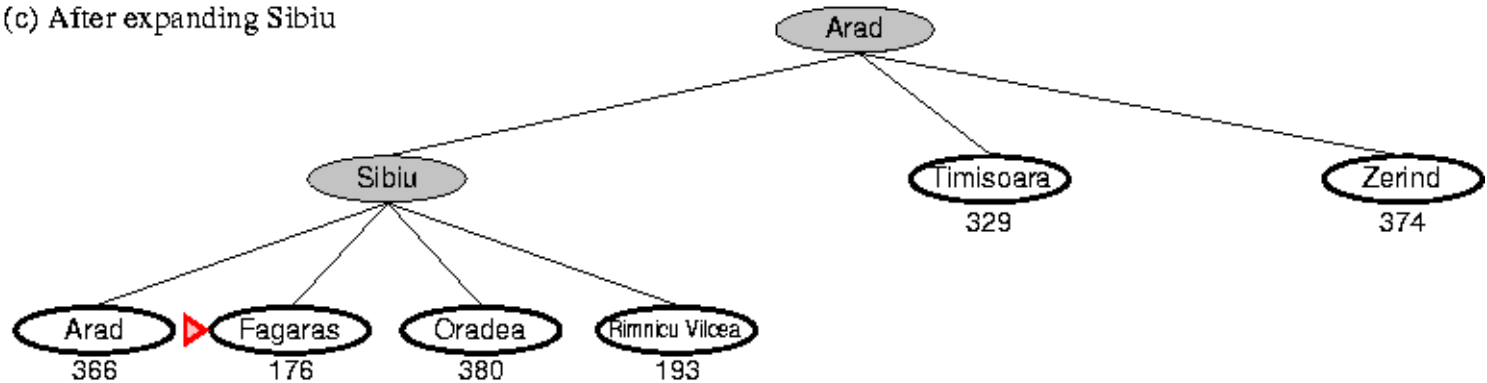 (c) After expanding Sibiu
Arad
Sibiu
Timisoara
Zerind
329
374
Arad
Fagaras
Oradea
Rimnicu Vilcea
366
176
380
193